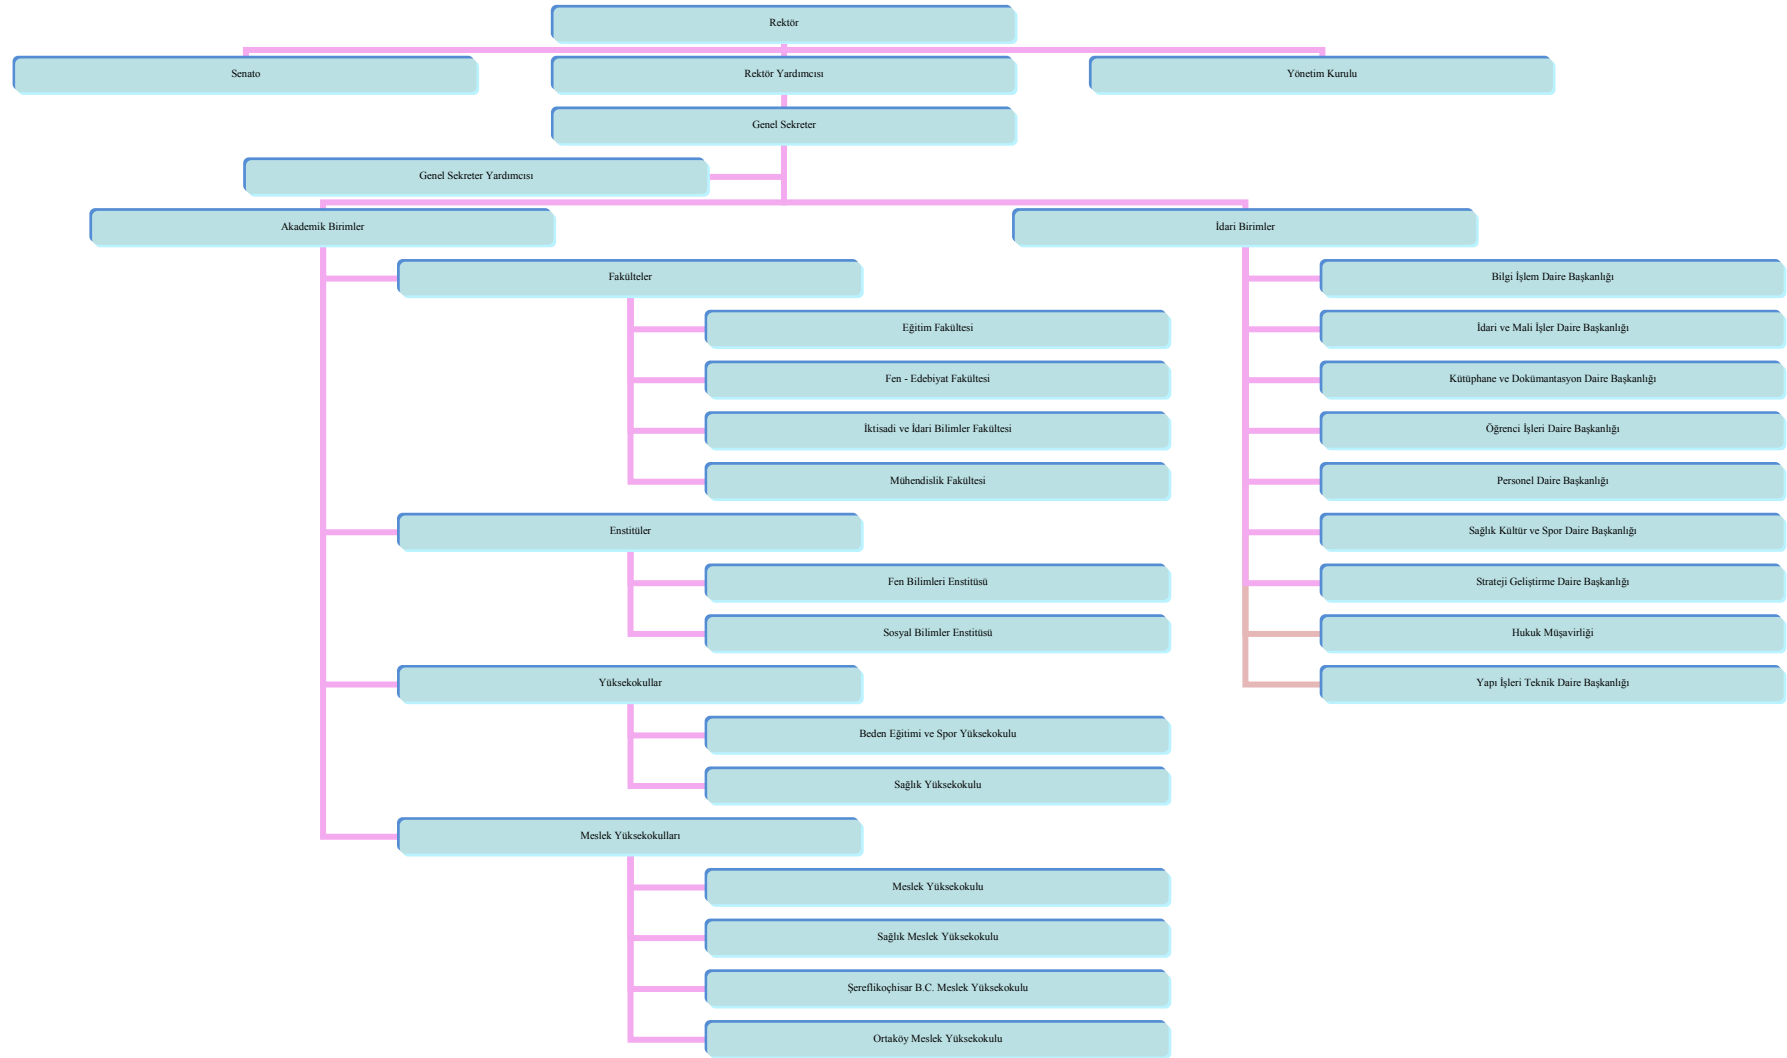 Rektör
Senato
Rektör Yardımcısı
Yönetim Kurulu
Genel Sekreter
Genel Sekreter Yardımcısı
Akademik Birimler
Fakülteler
Eğitim Fakültesi
Fen - Edebiyat Fakültesi
İktisadi ve İdari Bilimler Fakültesi
Mühendislik Fakültesi
Enstitüler
Fen Bilimleri Enstitüsü
Sosyal Bilimler Enstitüsü
Yüksekokullar
Beden Eğitimi ve Spor Yüksekokulu
Sağlık Yüksekokulu
Meslek Yüksekokulları
Meslek Yüksekokulu
Sağlık Meslek Yüksekokulu
Şereflikoçhisar B.C. Meslek Yüksekokulu
Ortaköy Meslek Yüksekokulu
İdari Birimler
Bilgi İşlem Daire Başkanlığı
İdari ve Mali İşler Daire Başkanlığı
Kütüphane ve Dokümantasyon Daire Başkanlığı
Öğrenci İşleri Daire Başkanlığı
Personel Daire Başkanlığı
Sağlık Kültür ve Spor Daire Başkanlığı
Strateji Geliştirme Daire Başkanlığı
Hukuk Müşavirliği
Yapı İşleri Teknik Daire Başkanlığı